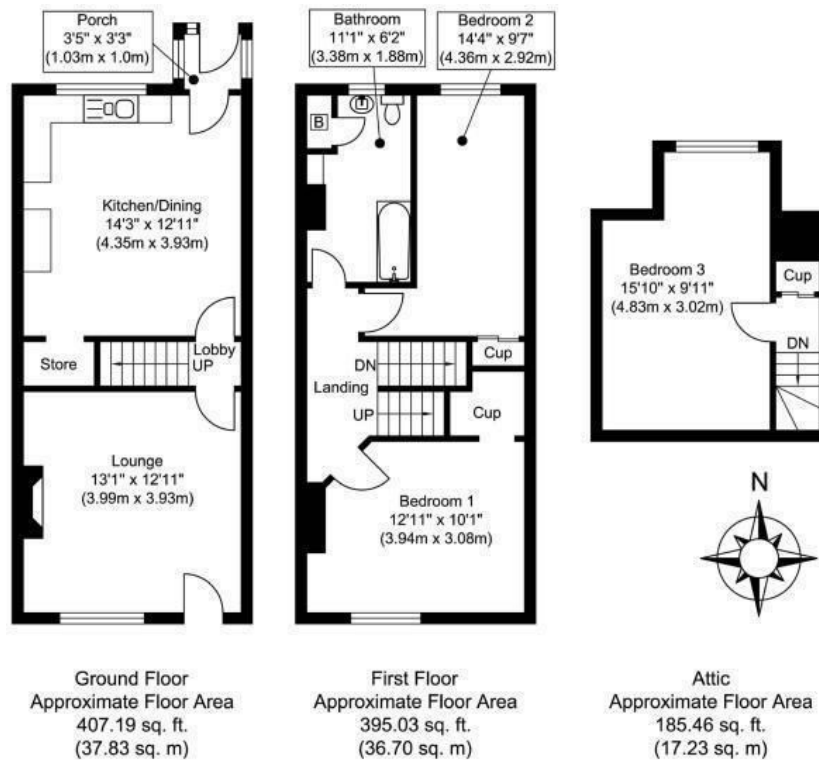 Porch
3'5" x 3'3"
(1.03m x 1.0m)
Kitchen/Dining
14'3" x 12'11"
(4.35m x 3.93m)
Store
Lobby
UP
Lounge
13'1" x 12'11"
(3.99m x 3.93m)
Ground Floor
Approximate Floor Area
407.19 sq. ft.
(37.83 sq. m)
Bathroom
11'1" x 6'2"
(3.38m x 1.88m)
Bedroom 2
14'4" x 9'7"
(4.36m x 2.92m)
B
Cup
DN
Landing
UP
Cup
Bedroom 1
12'11" x 10'1"
(3.94m x 3.08m)
First Floor
Approximate Floor Area
395.03 sq. ft.
(36.70 sq. m)
Bedroom 3
15'10" x 9'11"
(4.83m x 3.02m)
Cup
DN
N
Attic
Approximate Floor Area
185.46 sq. ft.
(17.23 sq. m)